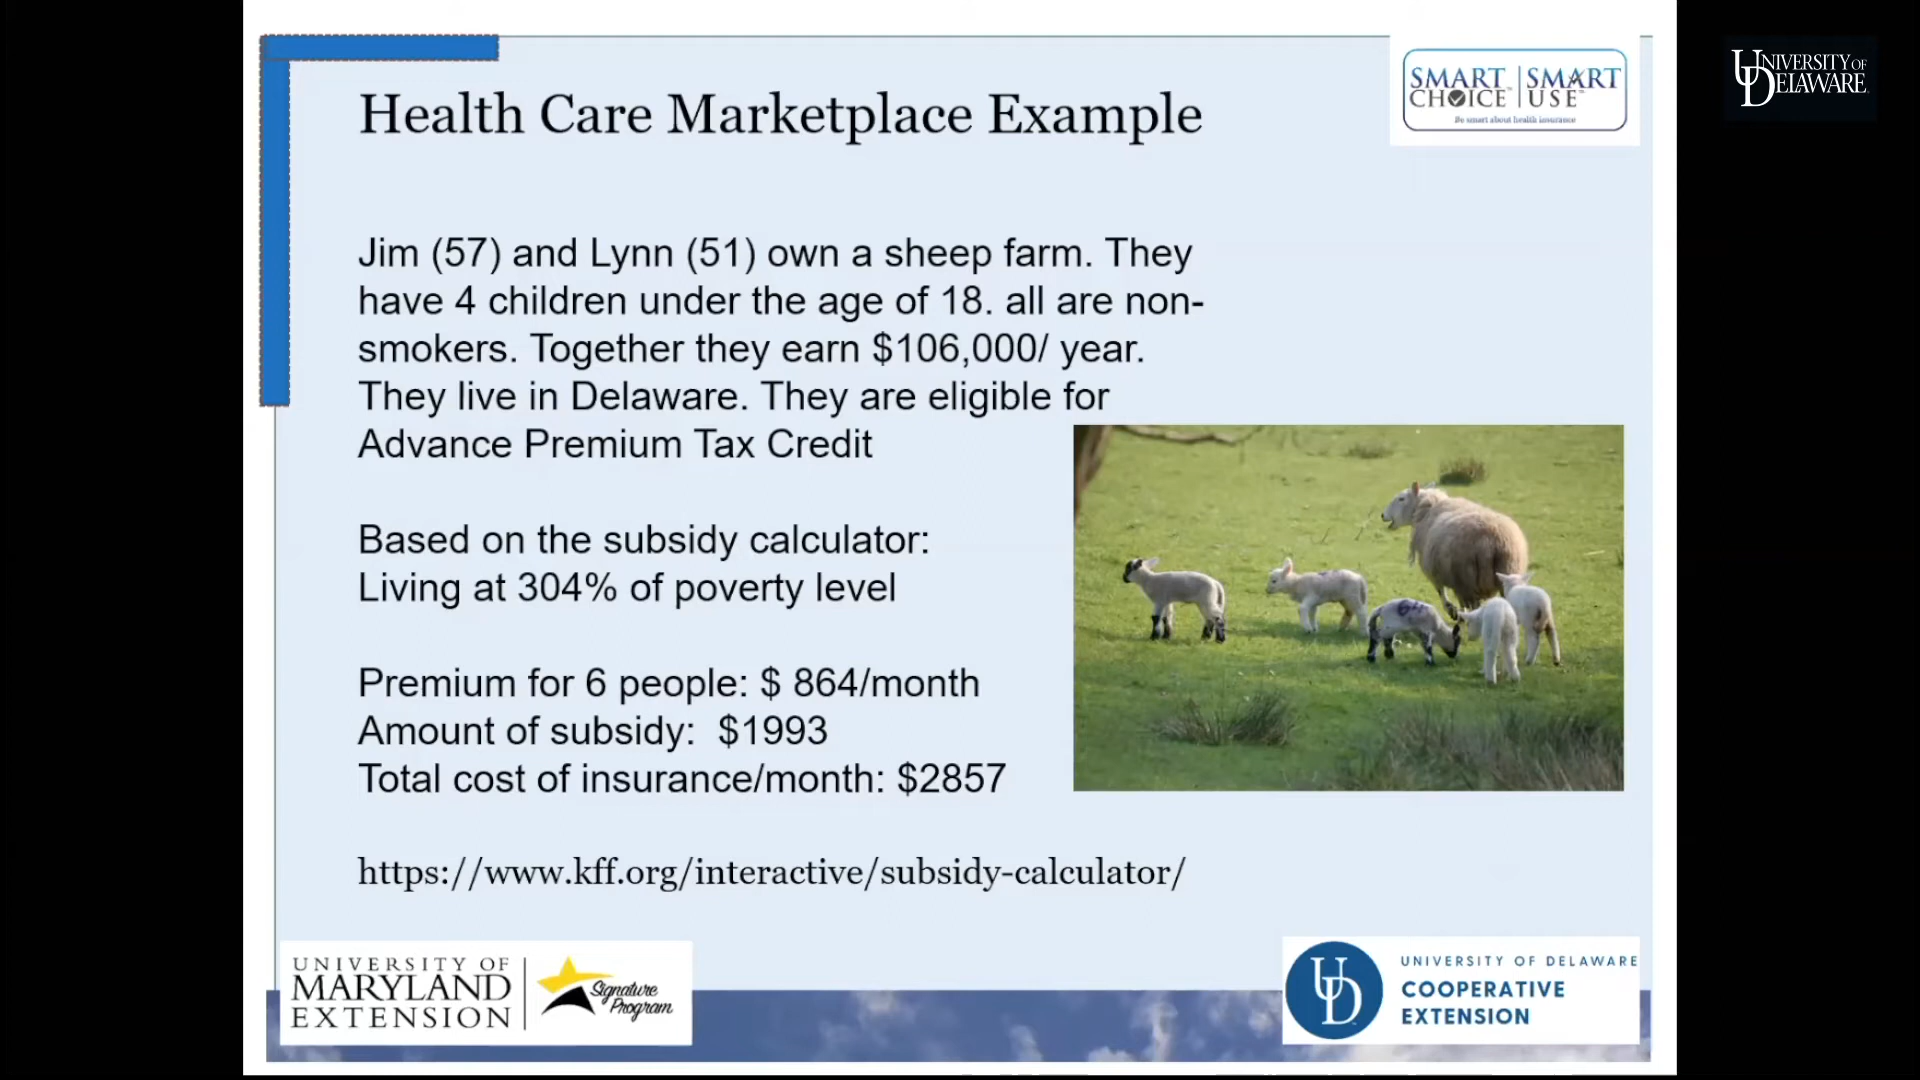 Health Care Marketplace Example
SMART SMART
CHOICE USE
Be smart about health insurance
UNIVERSITY OF
DELAWARE
Jim (57) and Lynn (51) own a sheep farm. They
have 4 children under the age of 18. all are non-
smokers. Together they earn $106,000/ year.
They live in Delaware. They are eligible for
Advance Premium Tax Credit
Based on the subsidy calculator:
Living at 304% of poverty level
Premium for 6 people: $ 864/month
Amount of subsidy:  $1993
Total cost of insurance/month: $2857
https://www.kff.org/interactive/subsidy-calculator/
UNIVERSITY OF
MARYLAND
EXTENSION
Signature
Program
UD
UNIVERSITY OF DELAWARE
COOPERATIVE
EXTENSION